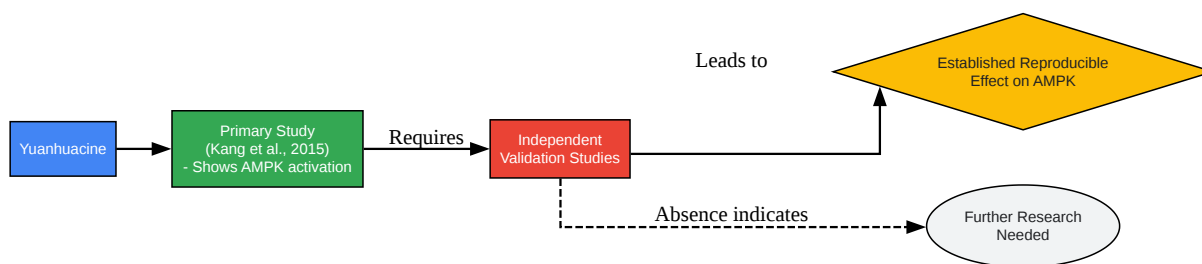 Yuanhuacine
Primary Study
(Kang et al., 2015)
- Shows AMPK activation
Requires
Independent
Validation Studies
Leads to
Established Reproducible
Effect on AMPK
Absence indicates
Further Research
Needed